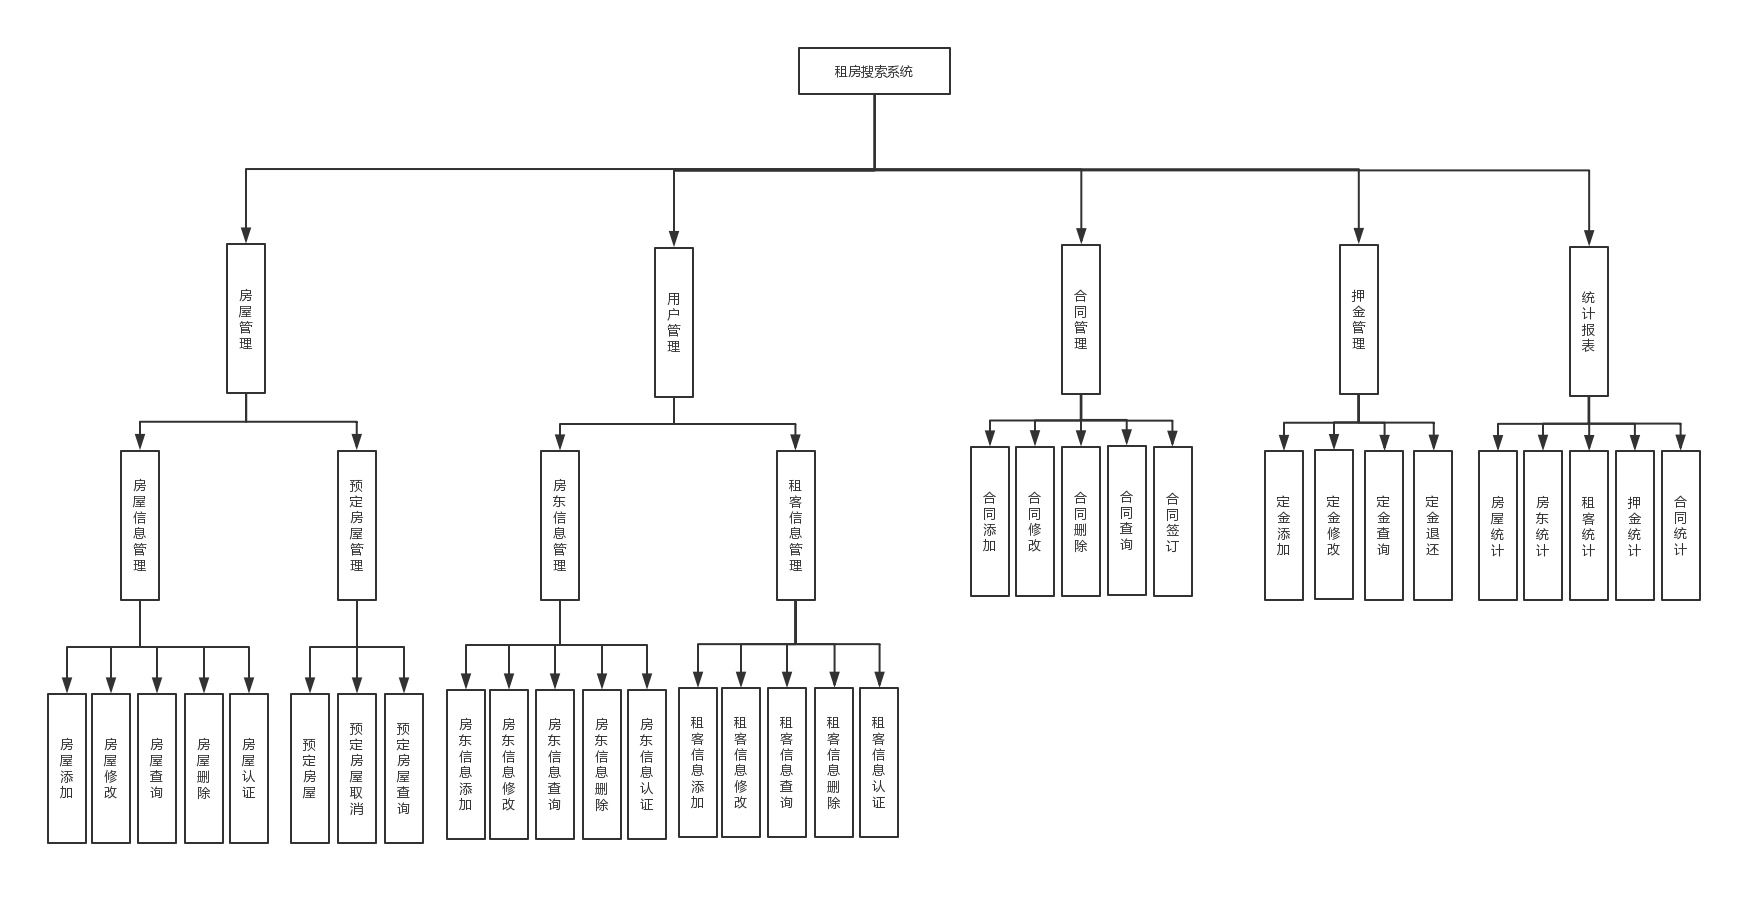 租房搜索系统
房屋管理
用户管理
合同管理
押金管理
统计报表
房屋信息管理
预定房屋管理
房东信息管理
租客信息管理
合同添加
合同修改
合同删除
合同查询
合同签订
定金添加
定金修改
定金查询
定金退还
房屋统计
房东统计
租客统计
押金统计
合同统计
房屋添加
房屋修改
房屋查询
房屋删除
房屋认证
预定房屋
预定房屋取消
预定房屋查询
房东信息添加
房东信息修改
房东信息查询
房东信息删除
房东信息认证
租客信息添加
租客信息修改
租客信息查询
租客信息删除
租客信息认证